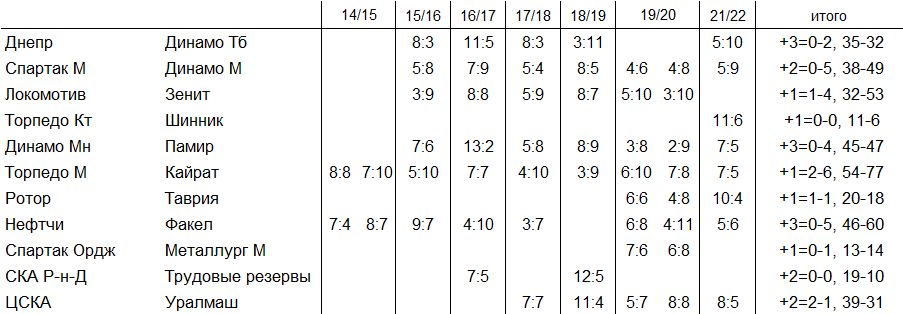 14/15 15/16 16/17 17/18 18/19 19/20 21/22 итого
Днепр Динамо Тб 8:3 11:5 8:3 3:11 5:10 +3=0-2, 35-32
Спартак М Динамо М 5:8 7:9 5:4 8:5 4:6 4:8 5:9 +2=0-5, 38-49
Локомотив Зенит 3:9 8:8 5:9 8:7 5:10 3:10 +1=1-4, 32-53
Торпедо Кт Шинник 11:6 +1=0-0, 11-6
Динамо Мн Памир 7:6 13:2 5:8 8:9 3:8 2:9 7:5 +3=0-4, 45-47
Торпедо М Кайрат 8:8 7:10 5:10 7:7 4:10 3:9 6:10 7:8 7:5 +1=2-6, 54-77
Ротор Таврия 6:6 4:8 10:4 +1=1-1, 20-18
Нефтчи Факел 7:4 8:7 9:7 4:10 3:7 6:8 4:11 5:6 +3=0-5, 46-60
Спартак Ордж Металлург М 7:6 6:8 +1=0-1, 13-14
СКА Р-н-Д Трудовые резервы 7:5 12:5 +2=0-0, 19-10
ЦСКА Уралмаш 7:7 11:4 5:7 8:8 8:5 +2=2-1, 39-31